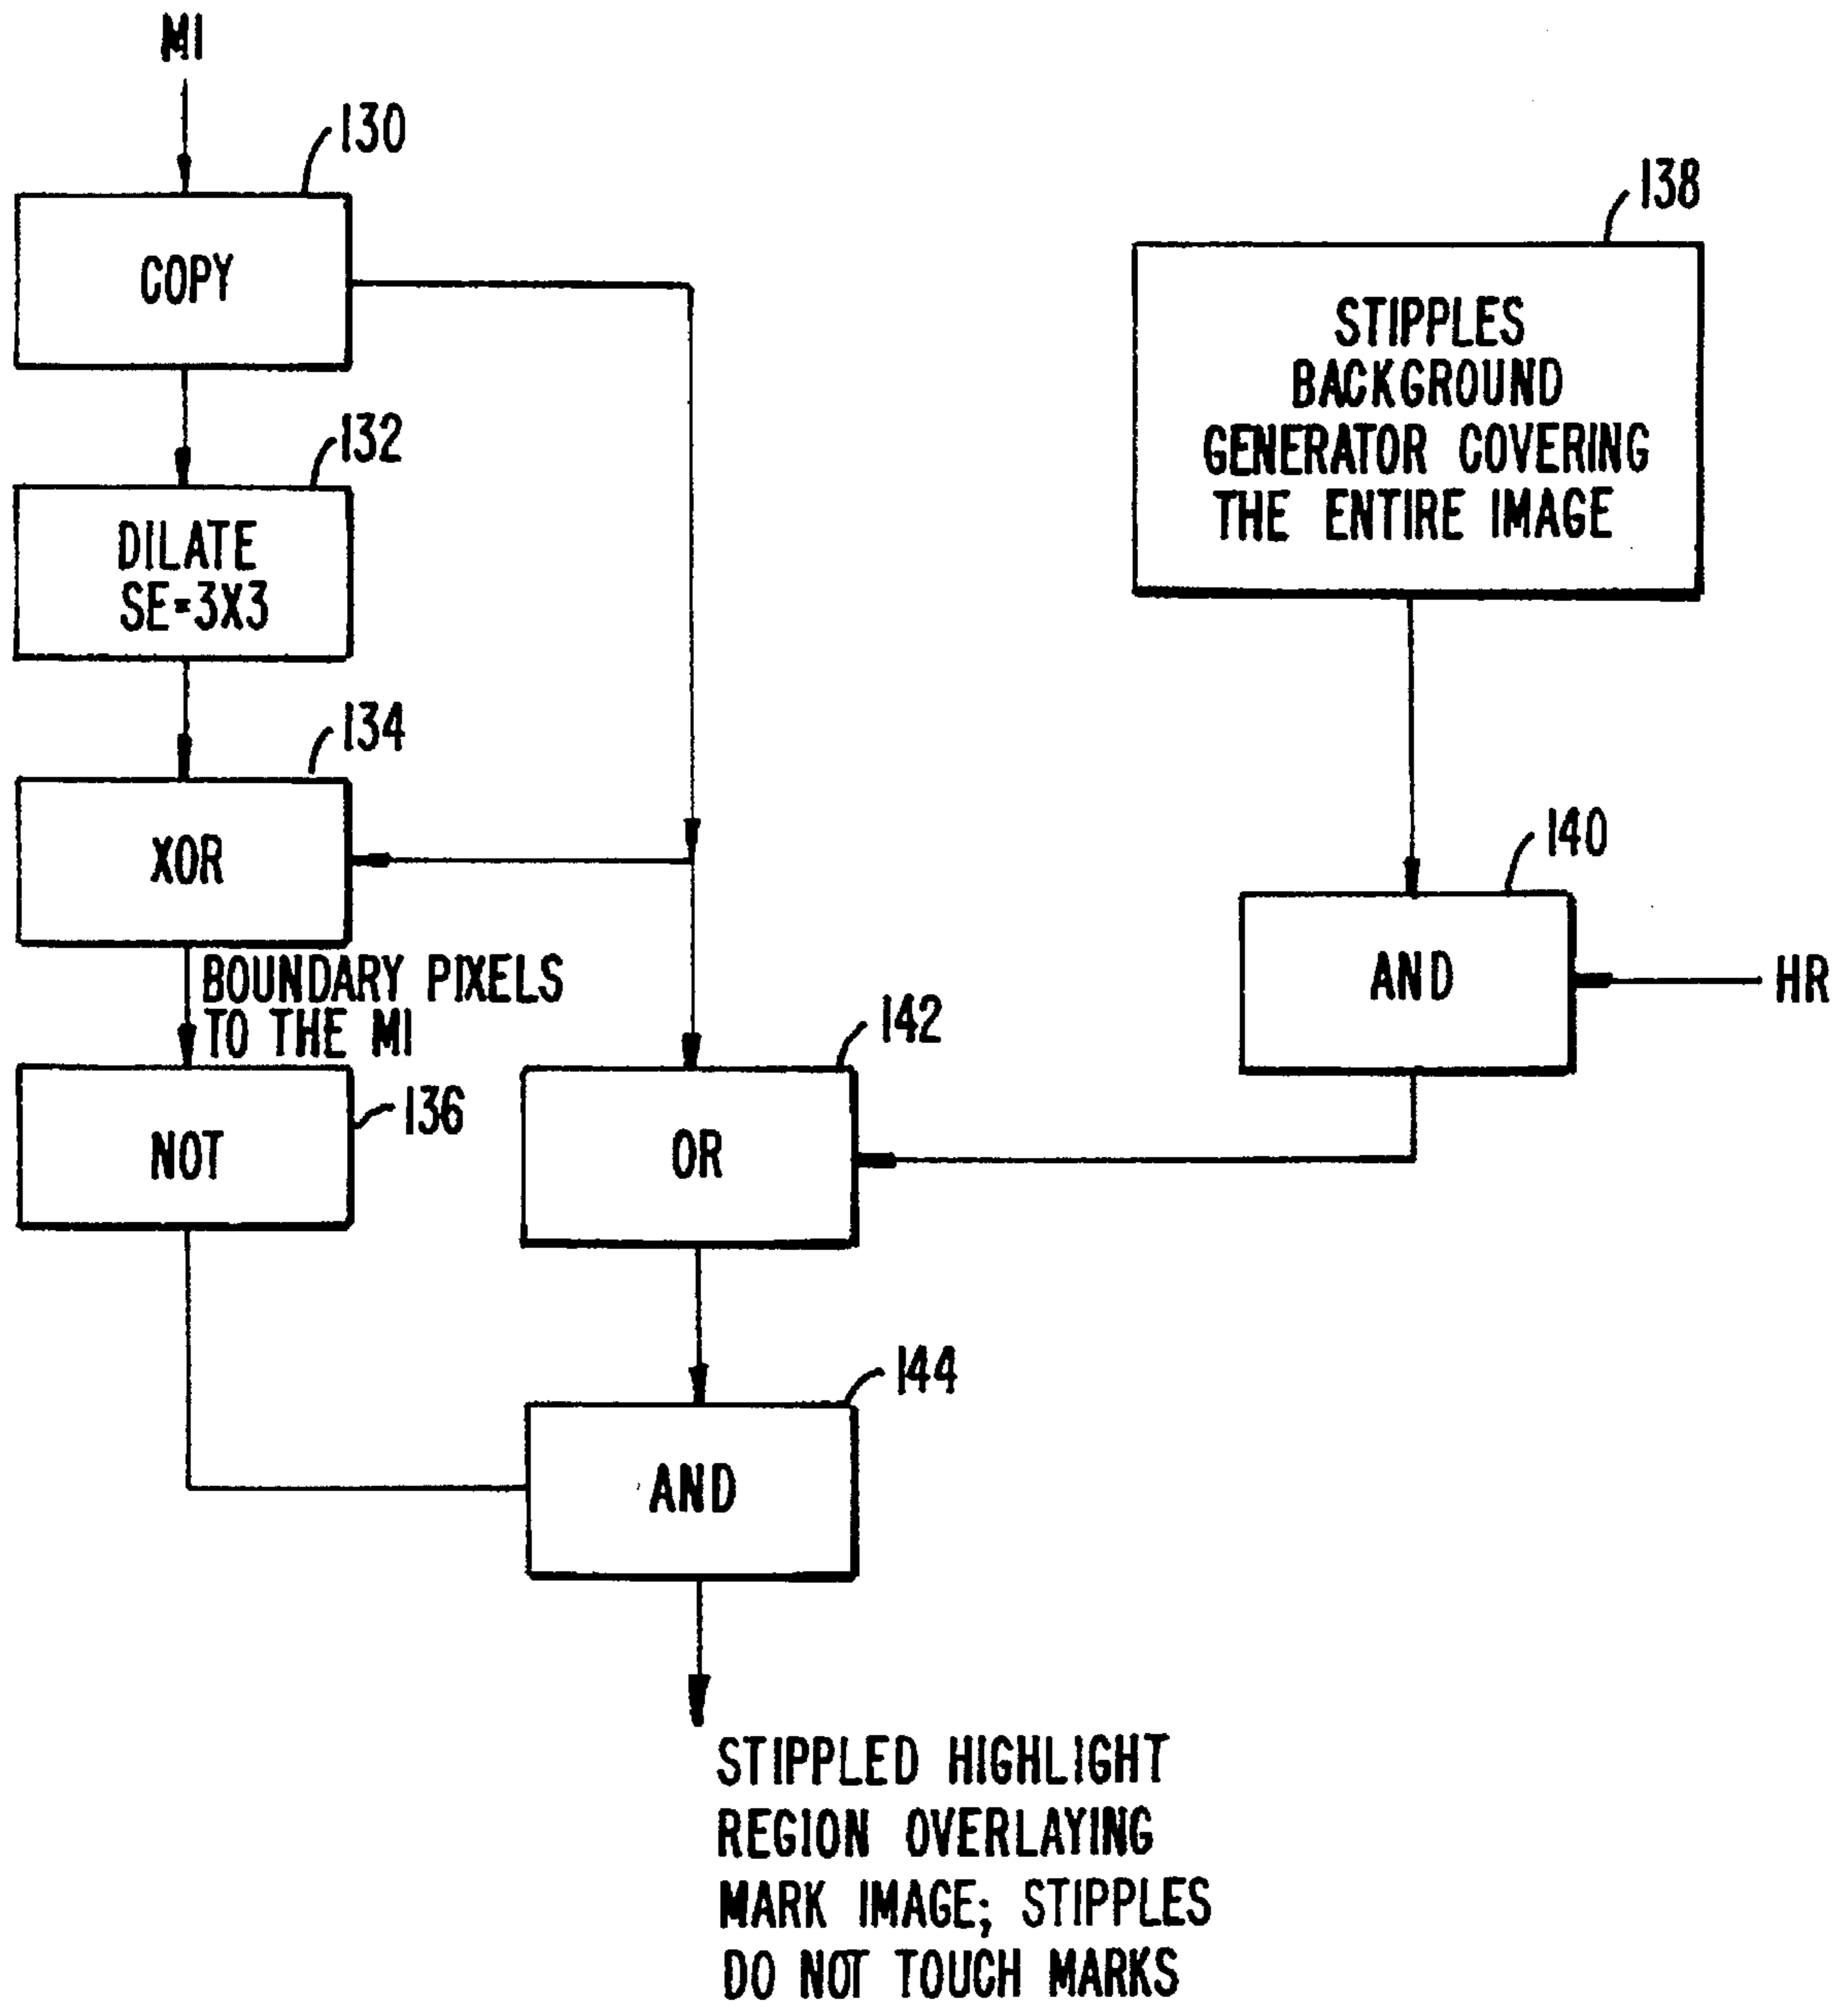 MI
130
COPY
138
STIPPLES
BACKGROUND
GENERATOR COVERING
THE ENTIRE IMAGE
132
DILATE
SE=3X3
134
XOR
140
AND
HR
BOUNDARY PIXELS
TO THE MI
136
NOT
142
OR
144
AND
STIPPLED HIGHLIGHT
REGION OVERLAYING
MARK IMAGE; STIPPLES
DO NOT TOUCH MARKS